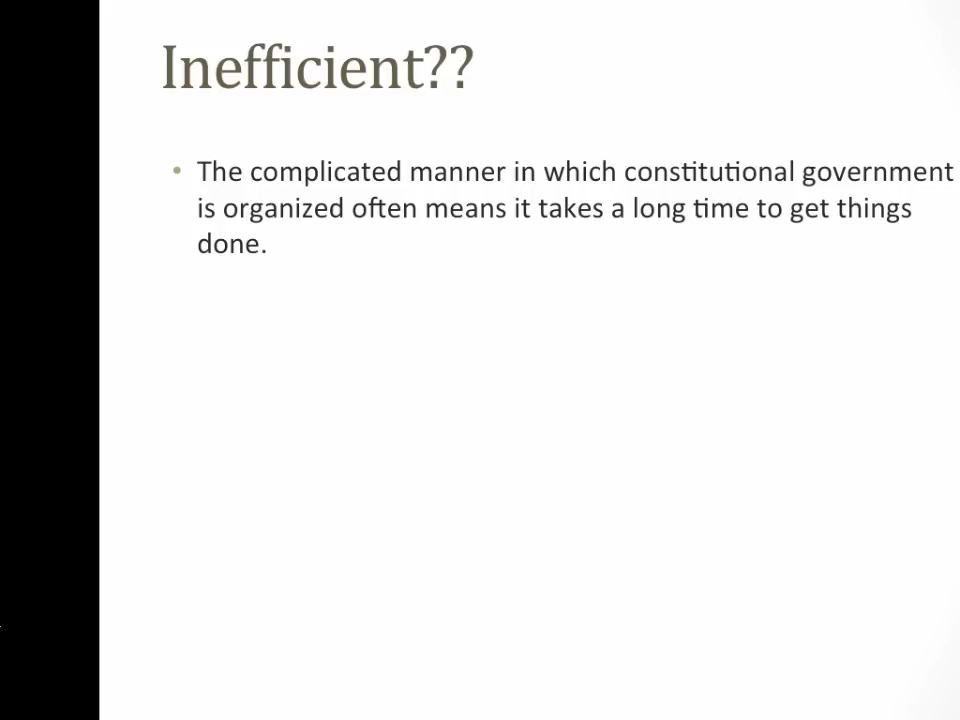 Inefficient??
• The complicated manner in which constitutional government
is organized often means it takes a long time to get things
done.